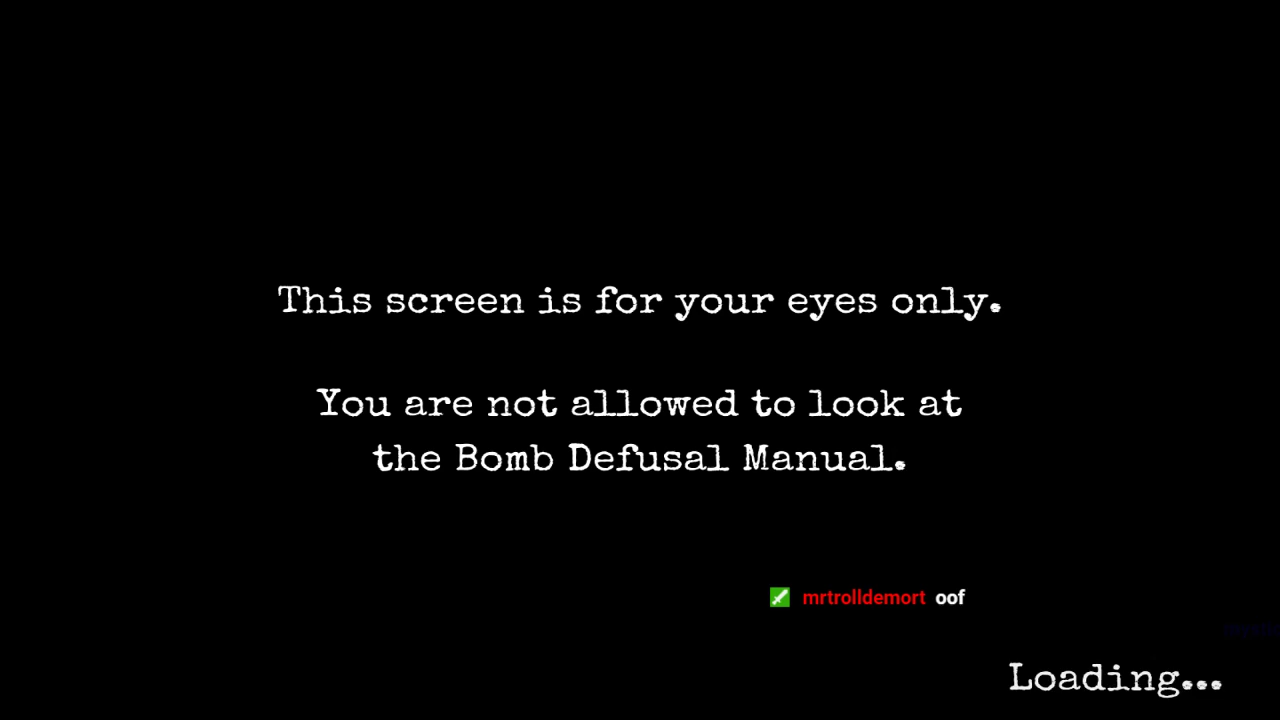 This screen is for your eyes only.
You are not allowed to look at
the Bomb Defusal Manual.
mrtrolldemort oof
Loading...